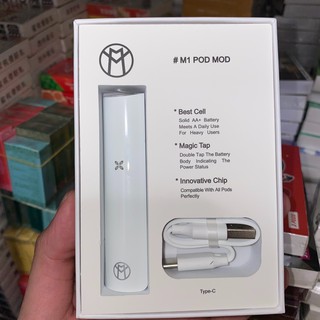 # M1 POD MOD
* Best Cell
Solid AA+ Battery
Meets A Daily Use
For Heavy Users
* Magic Tap
Double Tap The Battery
Body Indicating The
Power Status
* Innovative Chip
Compatible With All Pods
Perfectly
Type-C